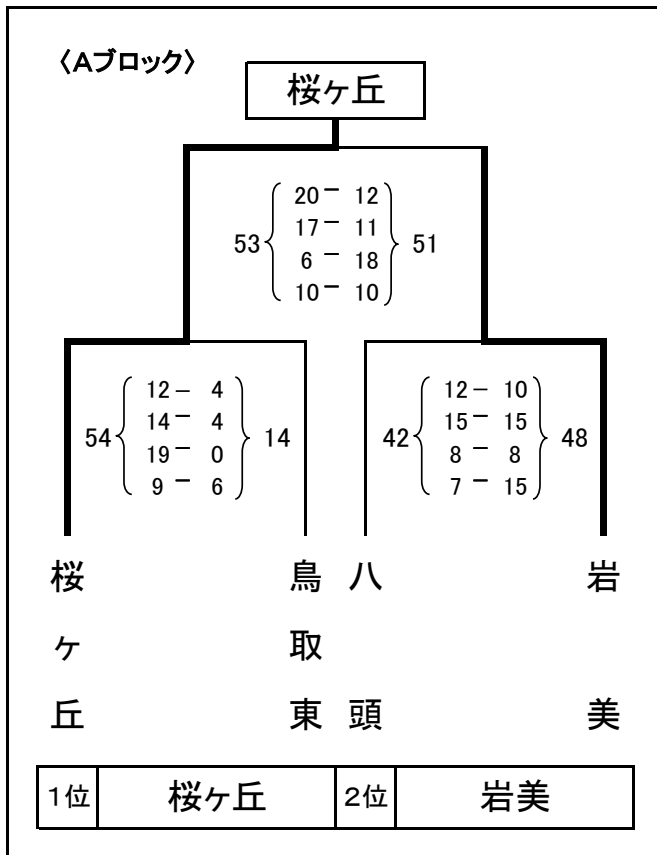 〈Aブロック〉
桜ヶ丘
53 20 － 12 51
17 － 11
6 － 18
10 － 10
54 12 － 4 14
14 － 4
19 － 0
9 － 6
42 12 － 10 48
15 － 15
8 － 8
7 － 15
桜ヶ丘
鳥取東
八頭
岩美
1位 桜ヶ丘 2位 岩美